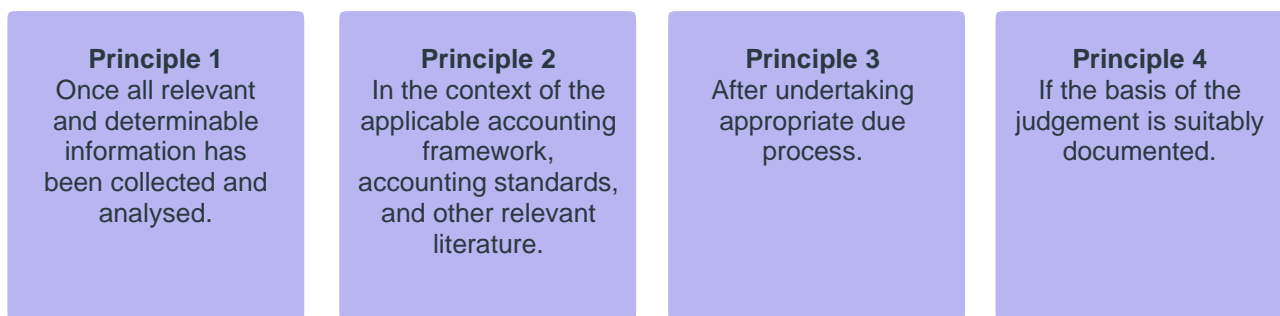 Principle 1
Once all relevant
and determinable
information has
been collected and
analysed.
Principle 2
In the context of the
applicable accounting
framework,
accounting standards,
and other relevant
literature.
Principle 3
After undertaking
appropriate due
process.
Principle 4
If the basis of the
judgement is suitably
documented.